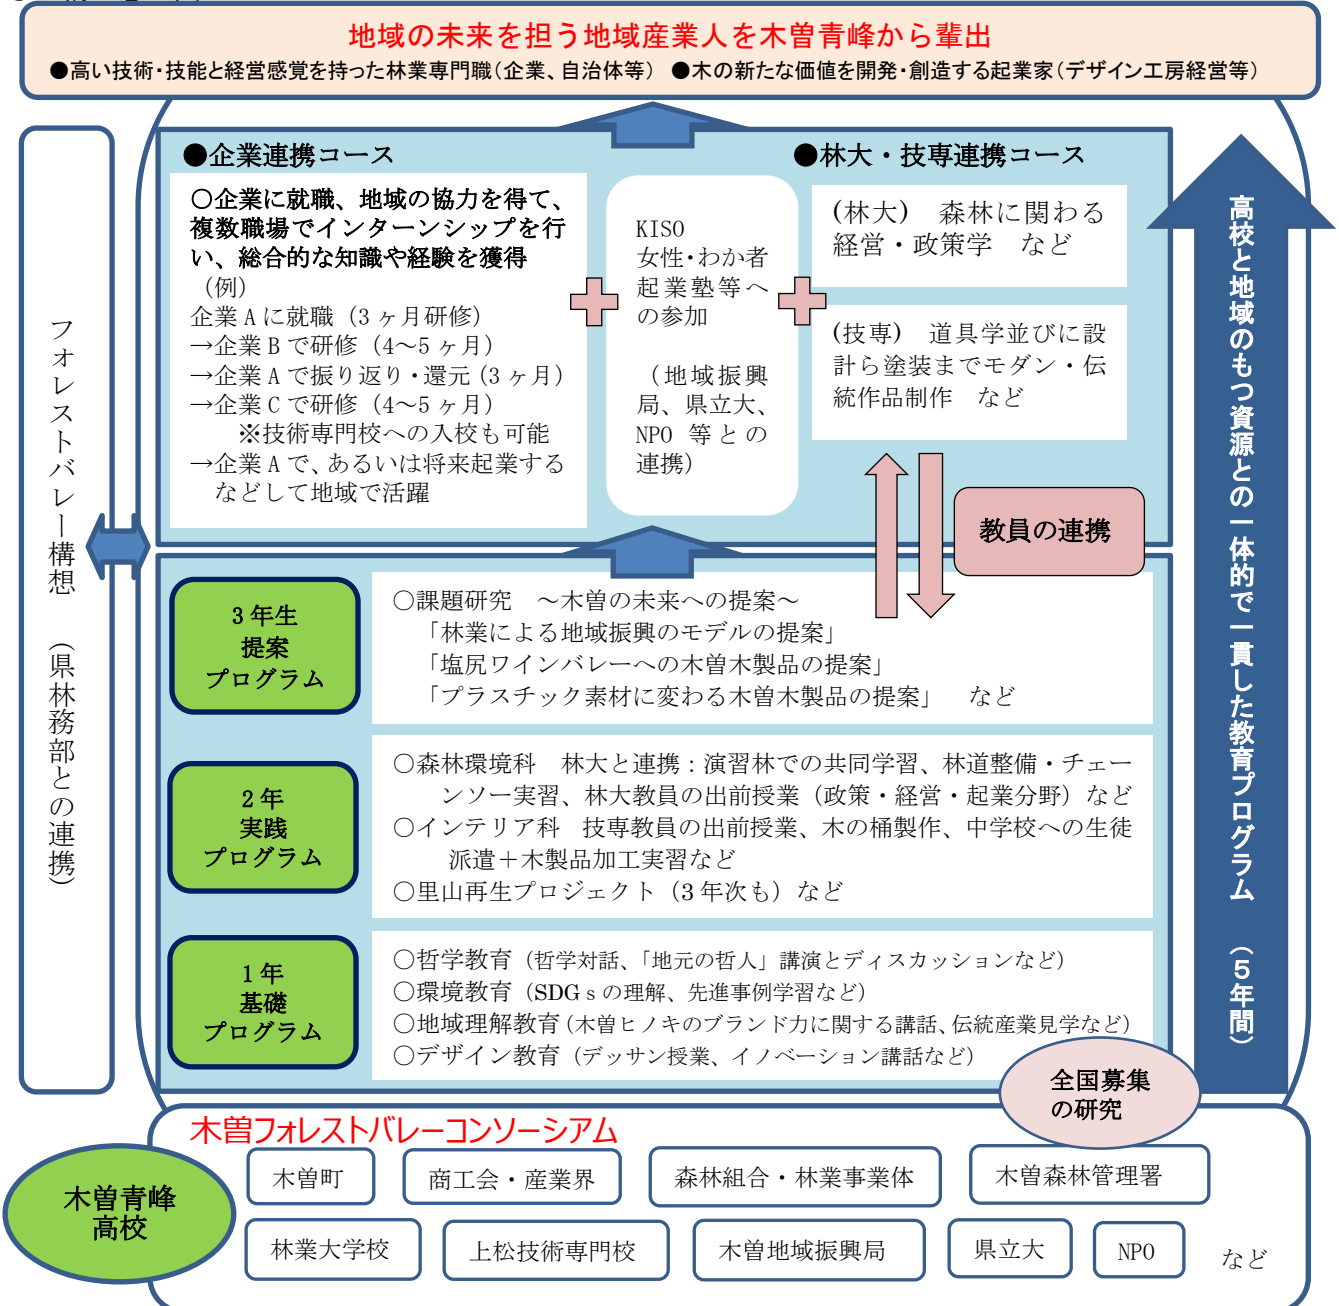 地域の未来を担う地域産業人を木曽青峰から輩出
●高い技術・技能と経営感覚を持った林業専門職(企業、自治体等) ●木の新たな価値を開発・創造する起業家(デザイン工房経営等)
●企業連携コース
〇企業に就職、地域の協力を得て、
複数職場でインターンシップを行
い、総合的な知識や経験を獲得
(例)
企業Aに就職(3ヶ月研修)
→企業Bで研修(4~5ヶ月)
→企業Aで振り返り・還元(3ヶ月)
→企業Cで研修(4~5ヶ月)
※技術専門校への入校も可能
→企業Aで、あるいは将来起業する
などして地域で活躍
KISO
女性・わか者
起業塾等へ
の参加
(地域振興
局、県立大、
NPO 等との
連携)
●林大・技専連携コース
(林大) 森林に関わる
経営・政策学 など
(技専) 道具学並びに設
計ら塗装までモダン・伝
統作品制作 など
教員の連携
フォレストバレー構想 (県林務部との連携)
高校と地域のもつ資源との一体的で一貫した教育プログラム (5年間)
3年生
提案
プログラム
〇課題研究 ~木曽の未来への提案~
「林業による地域振興のモデルの提案」
「塩尻ワインバレーへの木曽木製品の提案」
「プラスチック素材に変わる木曽木製品の提案」 など
2年
実践
プログラム
〇森林環境科 林大と連携:演習林での共同学習、林道整備・チェー
ンソー実習、林大教員の出前授業(政策・経営・起業分野)など
〇インテリア科 技専教員の出前授業、木の桶製作、中学校への生徒
派遣+木製品加工実習など
〇里山再生プロジェクト(3年次も)など
1年
基礎
プログラム
〇哲学教育(哲学対話、「地元の哲人」講演とディスカッションなど)
〇環境教育(SDGsの理解、先進事例学習など)
〇地域理解教育(木曽ヒノキのブランド力に関する講話、伝統産業見学など)
〇デザイン教育(デッサン授業、イノベーション講話など)
全国募集
の研究
木曽フォレストバレーコンソーシアム
木曽青峰
高校
木曽町
商工会・産業界
森林組合・林業事業体
木曽森林管理署
林業大学校
上松技術専門校
木曽地域振興局
県立大
NPO
など